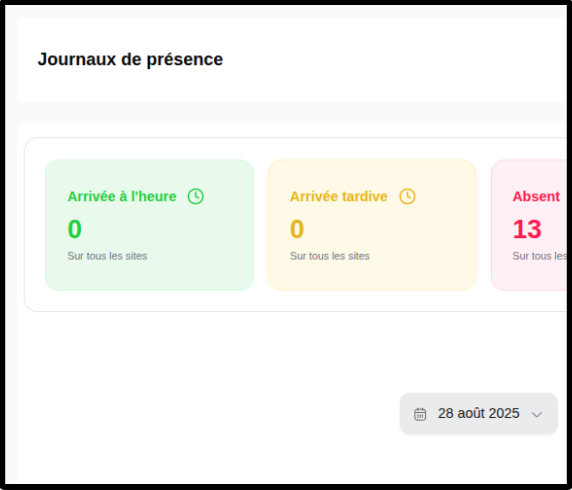 Journaux de présence
Arrivée à l'heure
0
Sur tous les sites
Arrivée tardive
0
Sur tous les sites
Absent
13
Sur tous les
28 août 2025